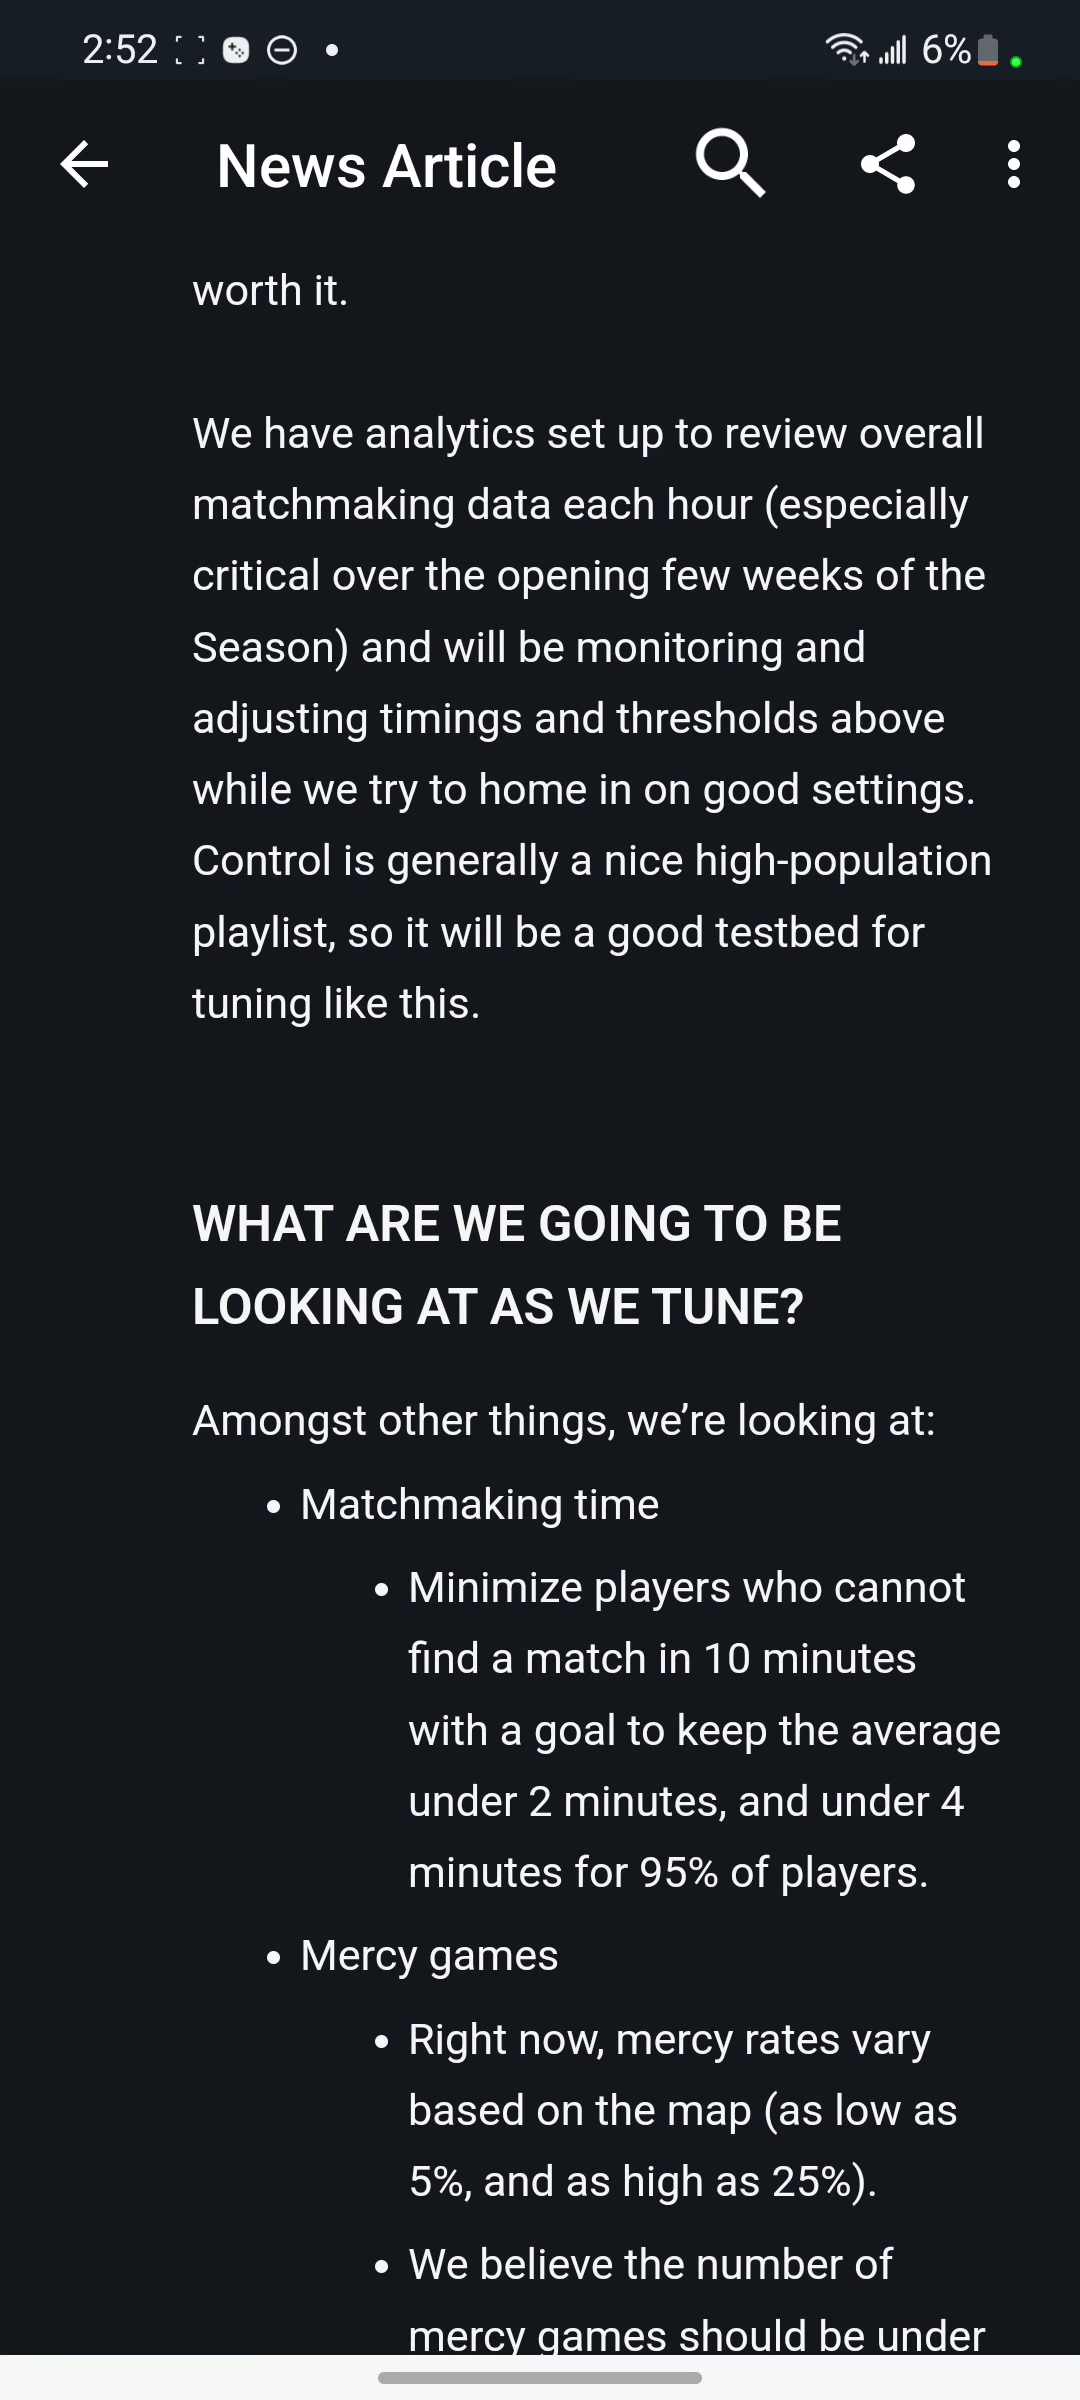 2:52
6%
News Article
worth it.
We have analytics set up to review overall
matchmaking data each hour (especially
critical over the opening few weeks of the
Season) and will be monitoring and
adjusting timings and thresholds above
while we try to home in on good settings.
Control is generally a nice high-population
playlist, so it will be a good testbed for
tuning like this.
WHAT ARE WE GOING TO BE
LOOKING AT AS WE TUNE?
Amongst other things, we’re looking at:
• Matchmaking time
• Minimize players who cannot
find a match in 10 minutes
with a goal to keep the average
under 2 minutes, and under 4
minutes for 95% of players.
• Mercy games
• Right now, mercy rates vary
based on the map (as low as
5%, and as high as 25%).
• We believe the number of
mercy games should be under